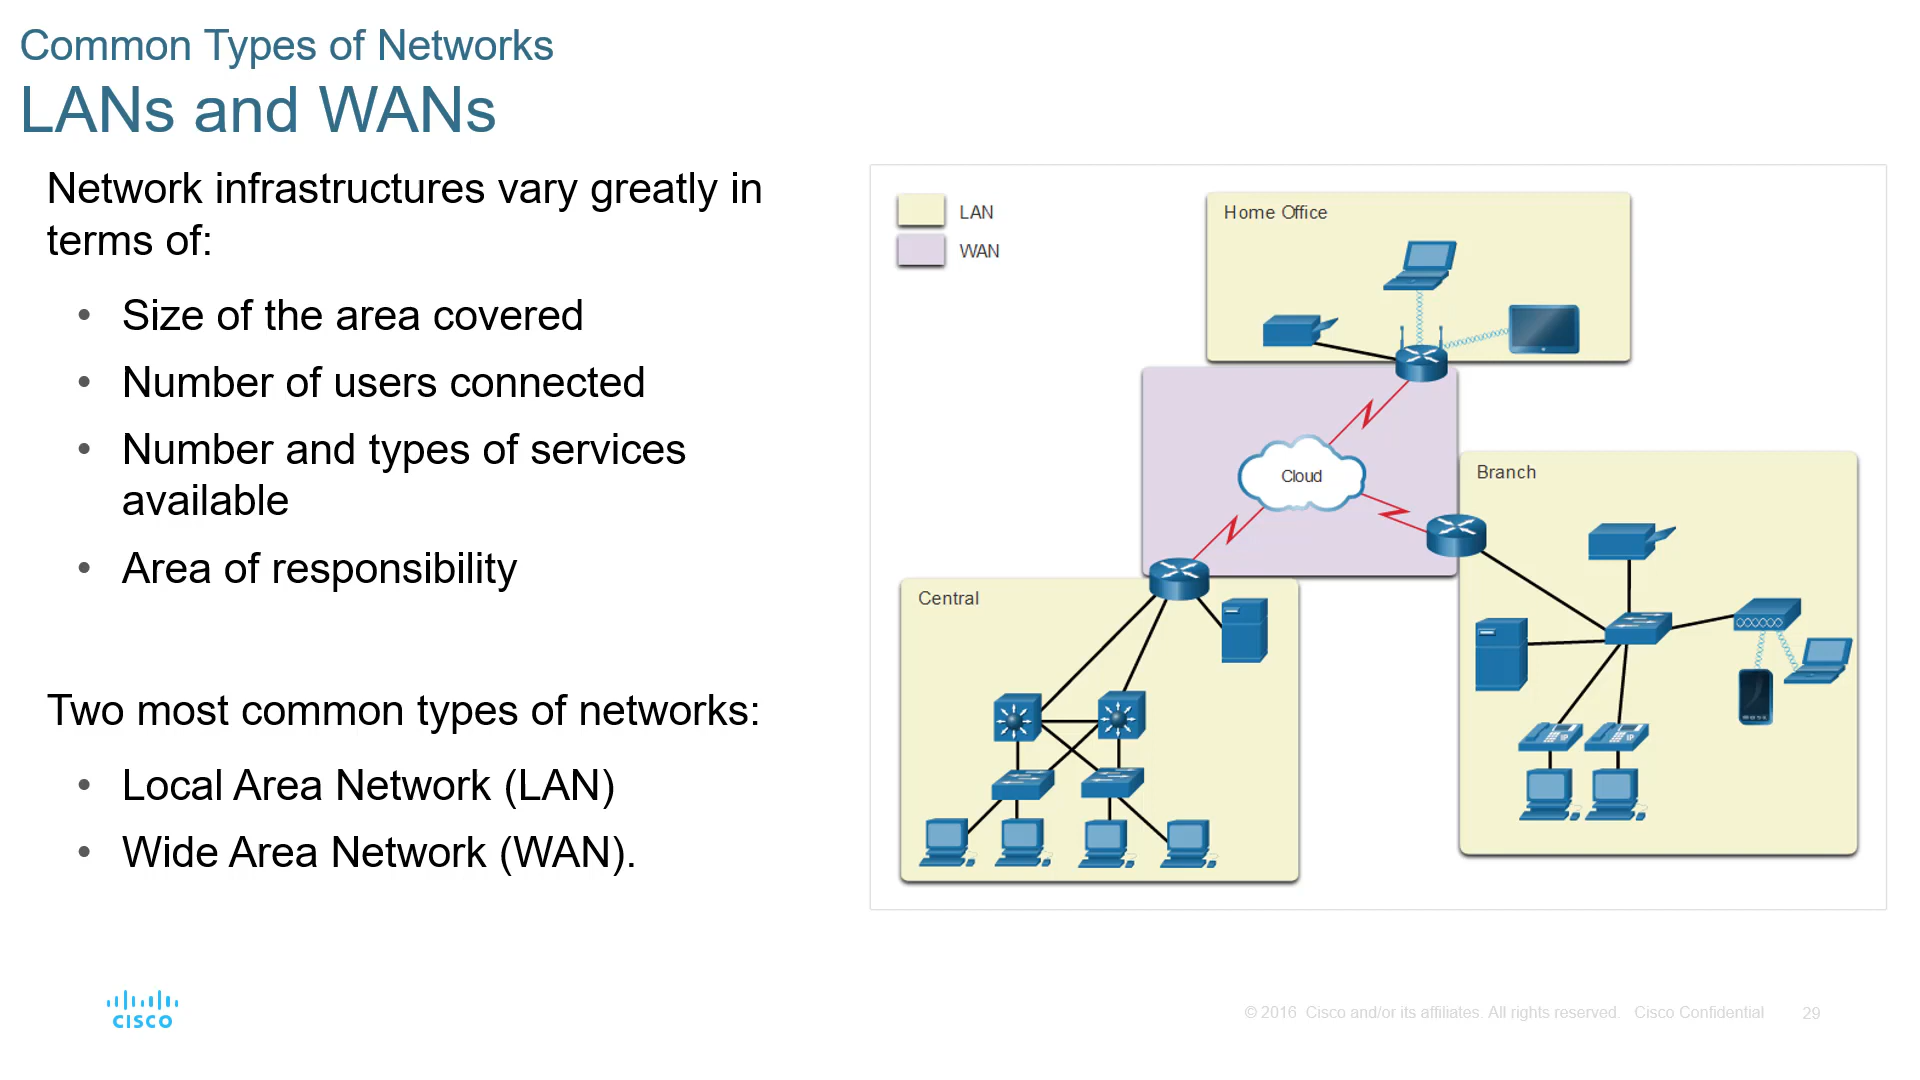 Common Types of Networks
LANs and WANs
Network infrastructures vary greatly in
terms of:
• Size of the area covered
• Number of users connected
• Number and types of services
available
• Area of responsibility
Two most common types of networks:
• Local Area Network (LAN)
• Wide Area Network (WAN).
LAN
WAN
Home Office
Cloud
Branch
Central
IP
IP
CISCO
© 2016 Cisco and/or its affiliates. All rights reserved. Cisco Confidential
29